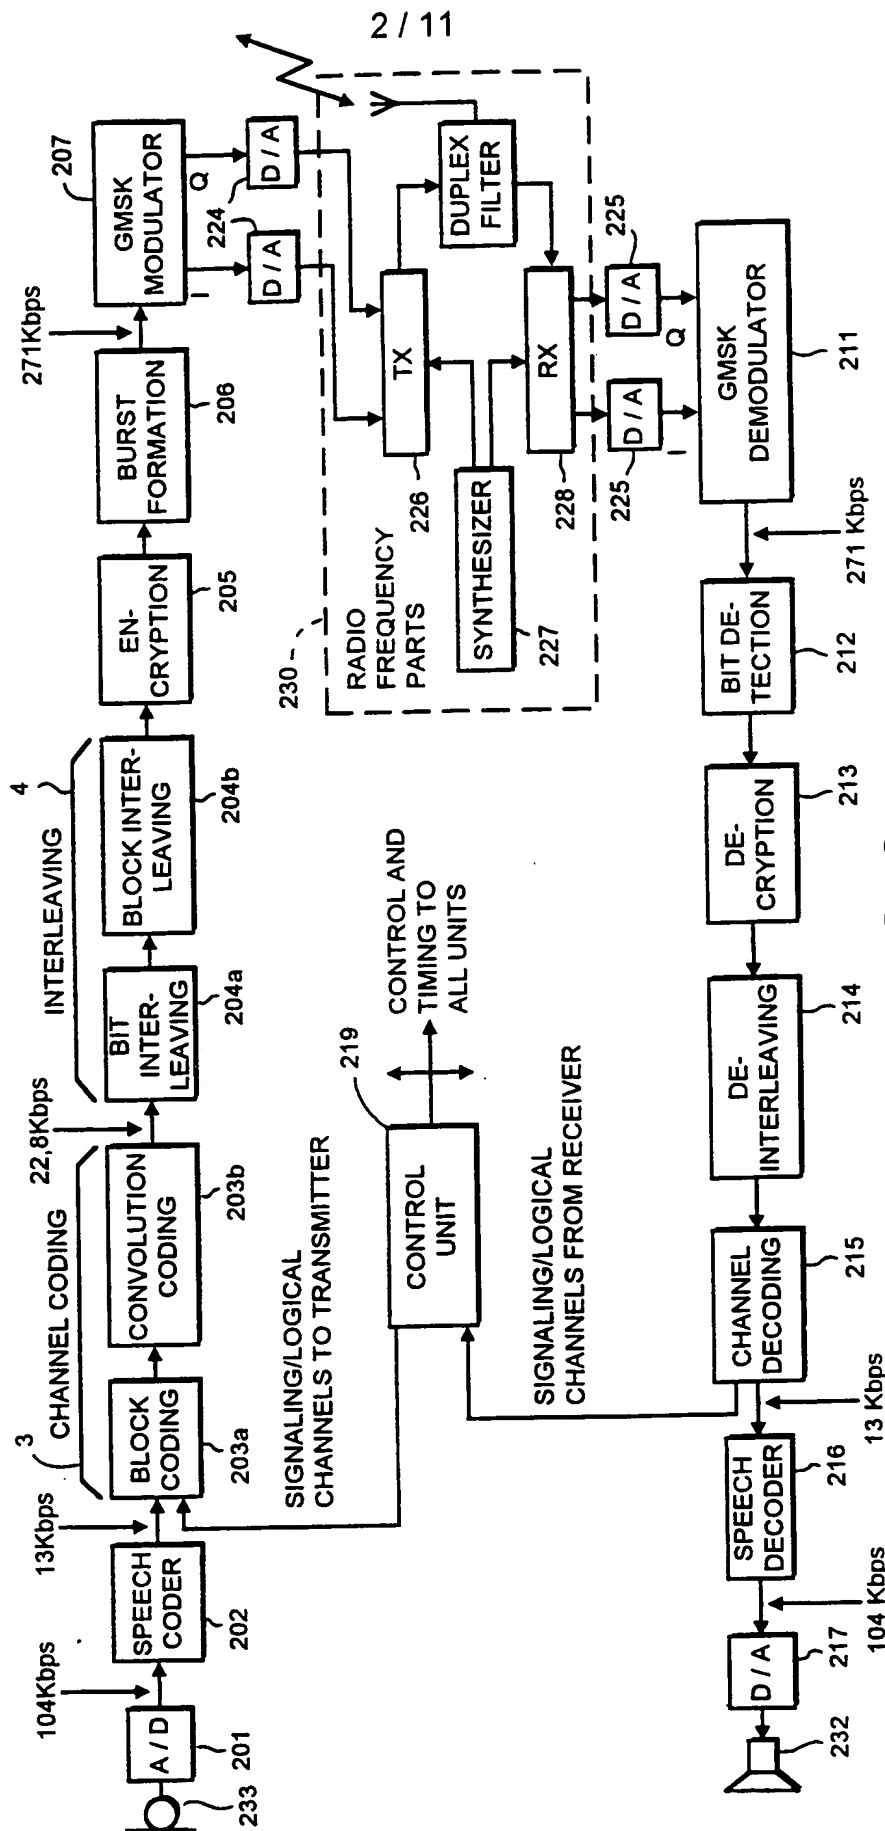 2 / 11
104Kbps
13Kbps
3
CHANNEL CODING
22,8Kbps
INTERLEAVING
4
271Kbps
207
A / D
201
233
SPEECH
CODER
202
BLOCK
CODING
203a
CONVOLUTION
CODING
203b
BIT
INTER-
LEAVING
204a
BLOCK INTER-
LEAVING
204b
EN-
CRYPTION
205
BURST
FORMATION
206
GMSK
MODULATOR
I
Q
224
D / A
D / A
SIGNALING/LOGICAL
CHANNELS TO TRANSMITTER
219
CONTROL
UNIT
CONTROL AND
TIMING TO
ALL UNITS
SIGNALING/LOGICAL
CHANNELS FROM RECEIVER
230
RADIO
FREQUENCY
PARTS
SYNTHESIZER
227
TX
226
RX
228
DUPLEX
FILTER
225
D / A
225
D / A
I
Q
232
D / A
217
104 Kbps
SPEECH
DECODER
216
13 Kbps
CHANNEL
DECODING
215
DE-
INTERLEAVING
214
DE-
CRYPTION
213
BIT DE-
TECTION
212
271 Kbps
GMSK
DEMODULATOR
211